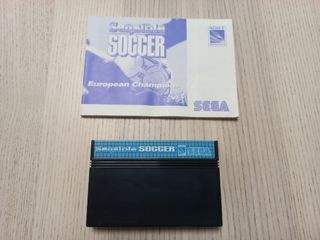 Sensible
SOCCER
European Champions
SEGA
Sensible SOCCER SEGA